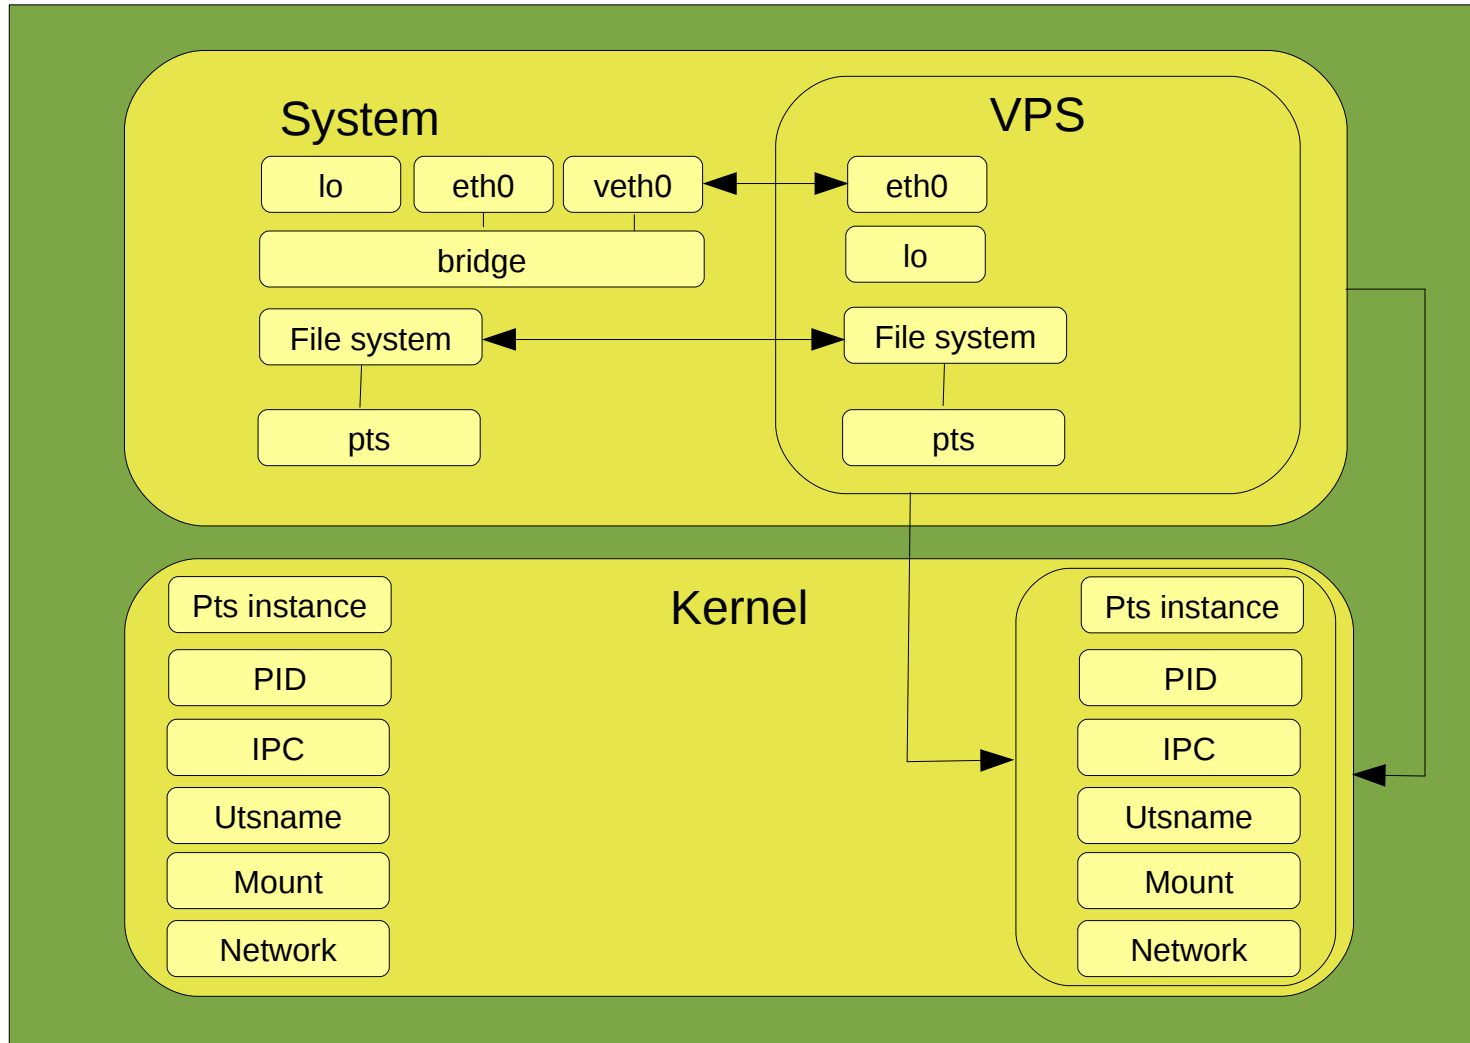 System
VPS
lo
eth0
veth0
eth0
bridge
lo
File system
File system
pts
pts
Kernel
Pts instance
Pts instance
PID
PID
IPC
IPC
Utsname
Utsname
Mount
Mount
Network
Network